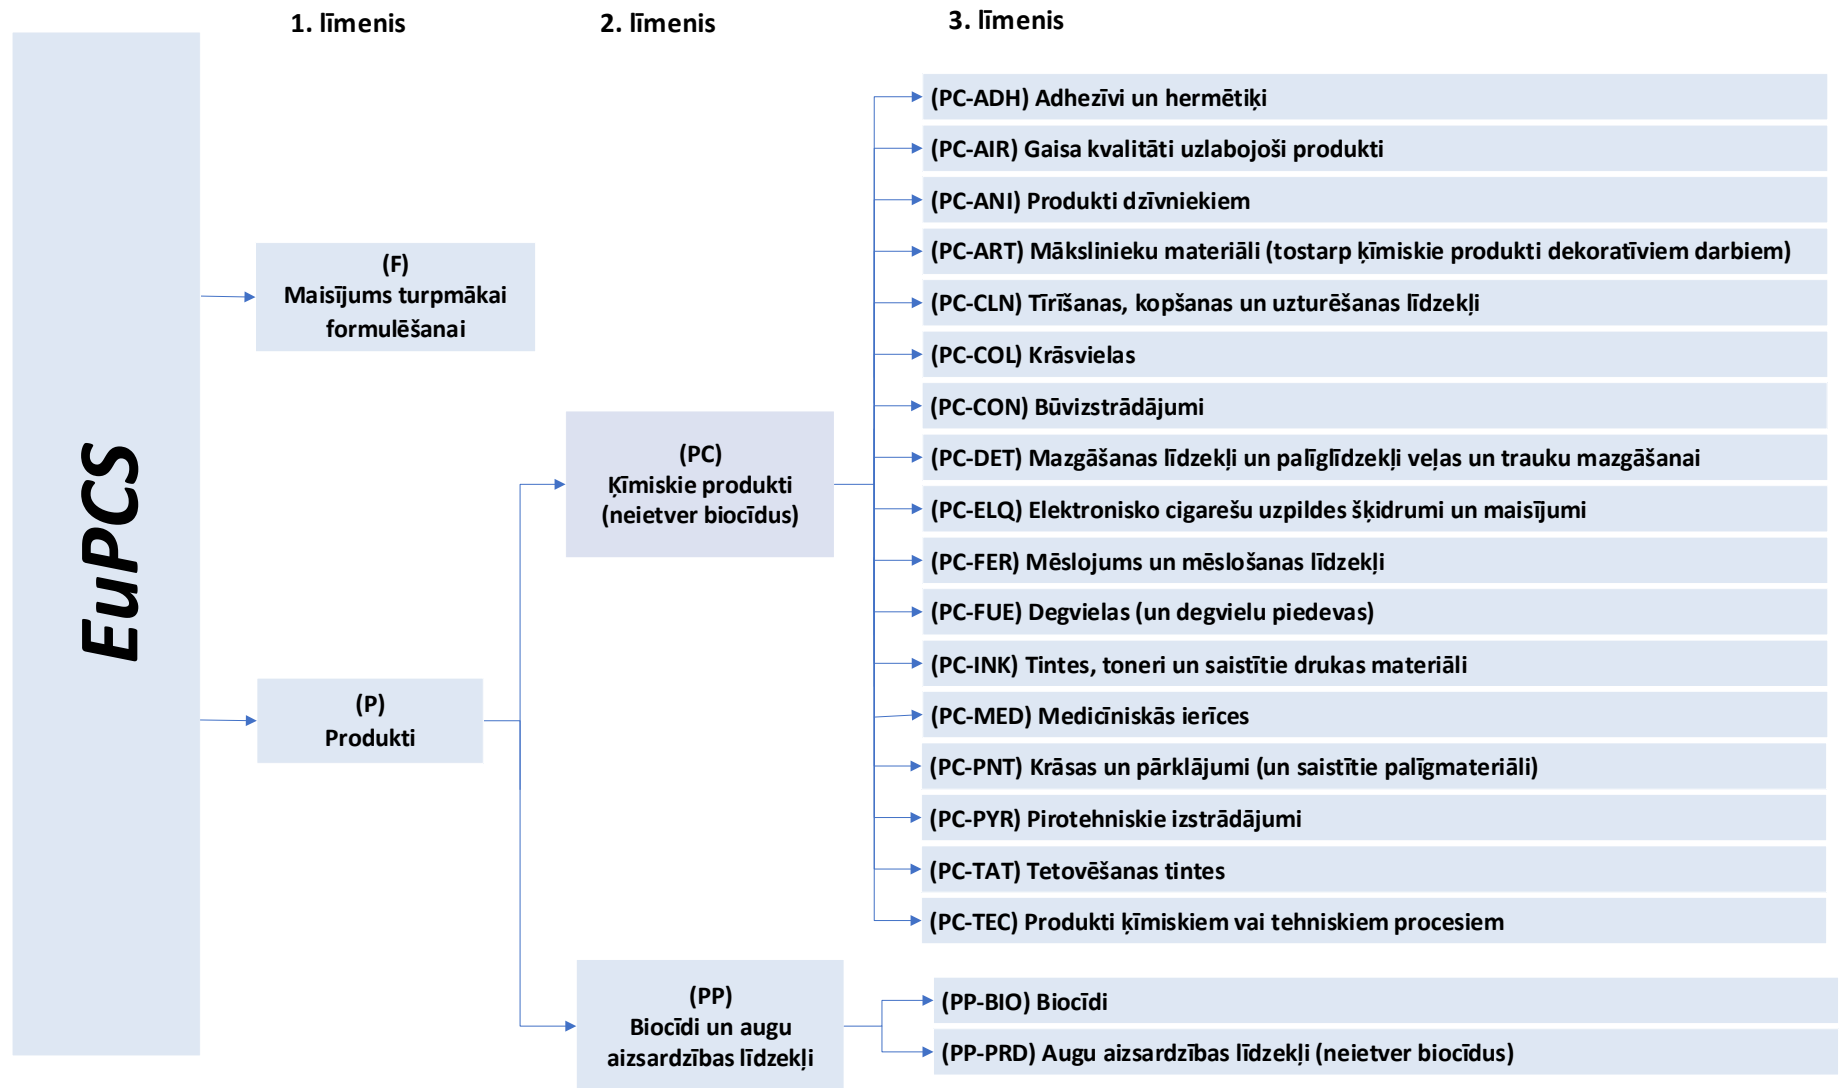 1. līmenis
2. līmenis
3. līmenis
EuPCS
(F)
Maisījums turpmākai
formulēšanai
(P)
Produkti
(PC)
Ķīmiskie produkti
(neietver biocīdus)
(PP)
Biocīdi un augu
aizsardzības līdzekļi
(PC-ADH) Adhezīvi un hermētiķi
(PC-AIR) Gaisa kvalitāti uzlabojoši produkti
(PC-ANI) Produkti dzīvniekiem
(PC-ART) Mākslinieku materiāli (tostarp ķīmiskie produkti dekoratīviem darbiem)
(PC-CLN) Tīrīšanas, kopšanas un uzturēšanas līdzekļi
(PC-COL) Krāsvielas
(PC-CON) Būvizstrādājumi
(PC-DET) Mazgāšanas līdzekļi un palīglīdzekļi veļas un trauku mazgāšanai
(PC-ELQ) Elektronisko cigarešu uzpildes šķidrumi un maisījumi
(PC-FER) Mēslojums un mēslošanas līdzekļi
(PC-FUE) Degvielas (un degvielu piedevas)
(PC-INK) Tintes, toneri un saistītie drukas materiāli
(PC-MED) Medicīniskās ierīces
(PC-PNT) Krāsas un pārklājumi (un saistītie palīgmateriāli)
(PC-PYR) Pirotehniskie izstrādājumi
(PC-TAT) Tetovēšanas tintes
(PC-TEC) Produkti ķīmiskiem vai tehniskiem procesiem
(PP-BIO) Biocīdi
(PP-PRD) Augu aizsardzības līdzekļi (neietver biocīdus)